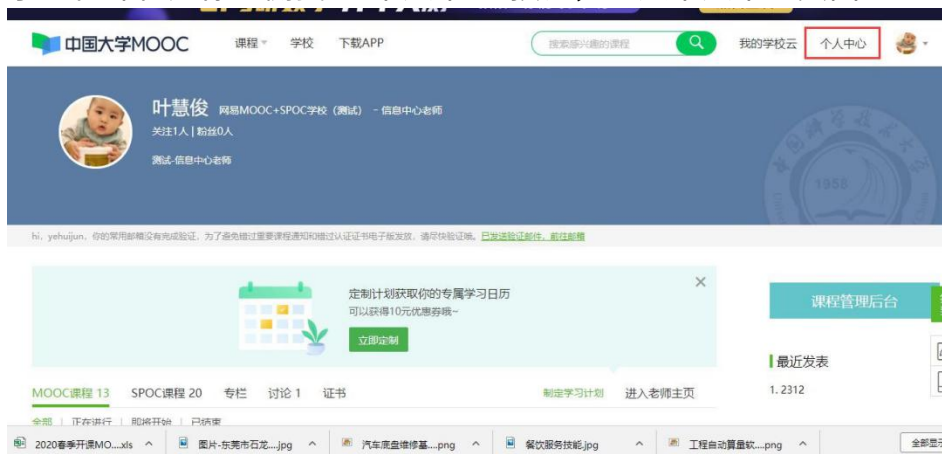 中国大学MOOC 课程 学校 下载APP 搜索感兴趣的课程 我的学校云 个人中心
叶慧俊 网易MOOC+SPOC学校（测试） - 信息中心老师
关注1人 | 粉丝0人
测试-信息中心老师
1958
hi，yehuijun，你的常用邮箱没有完成验证，为了避免错过重要课程通知和错过认证证书电子版发放，请尽快验证哦。已发送验证邮件，前往邮箱
定制计划获取你的专属学习日历
可以获得10元优惠券哦~
立即定制
课程管理后台
最近发表
1. 2312
MOOC课程 13 SPOC课程 20 专栏 讨论 1 证书 制定学习计划 进入老师主页
全部 | 正在进行 | 即将开始 | 已结束
2020春季开课MO....xls 图片-东莞市石龙....jpg 汽车底盘维修基....png 餐饮服务技能.jpg 工程自动算量软....png 全部显示